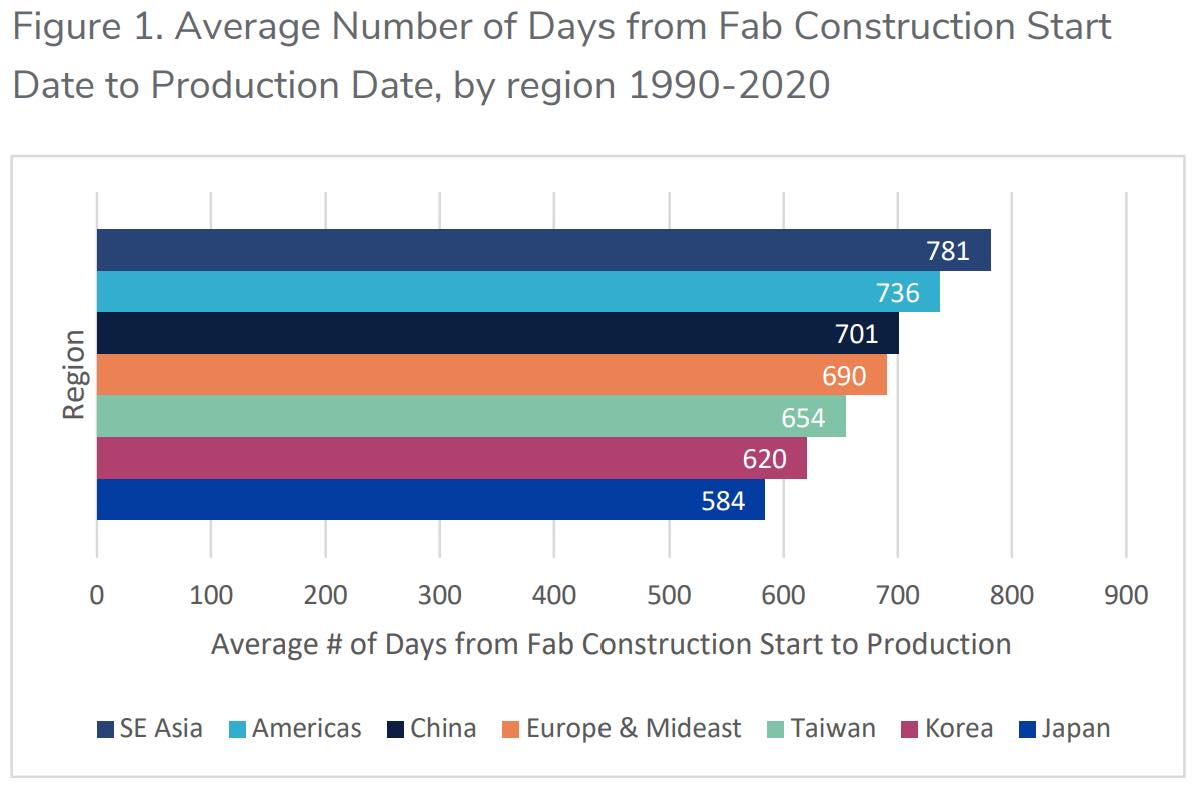 Figure 1. Average Number of Days from Fab Construction Start
Date to Production Date, by region 1990-2020
781
736
701
690
654
620
584
Region
0 100 200 300 400 500 600 700 800 900
Average # of Days from Fab Construction Start to Production
SE Asia Americas China Europe & Mideast Taiwan Korea Japan